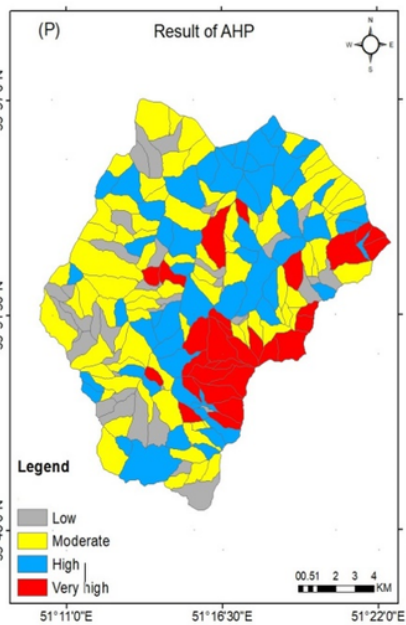 (P)
Result of AHP
N
W E
S
Legend
Low
Moderate
High
Very high
00.51 2 3 4
KM
51°11'0"E 51°16'30"E 51°22'0"E